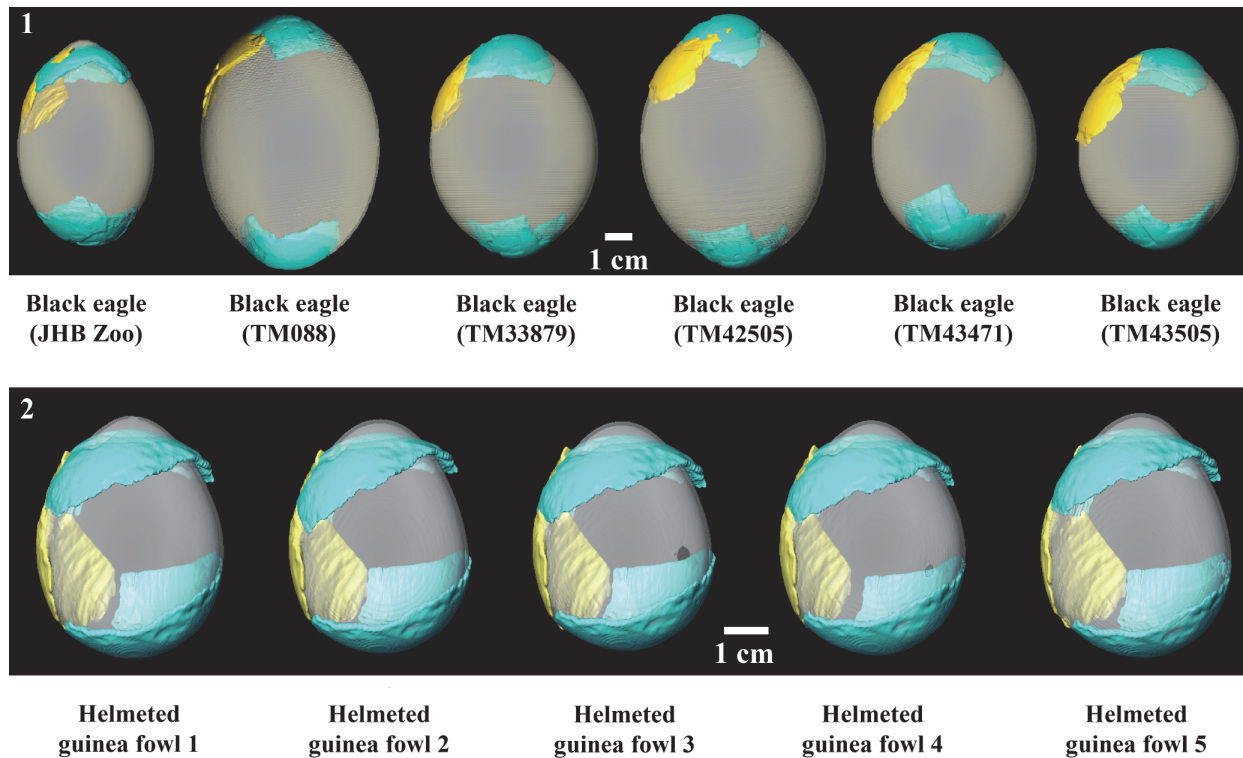 1
1 cm
Black eagle
(JHB Zoo)
Black eagle
(TM088)
Black eagle
(TM33879)
Black eagle
(TM42505)
Black eagle
(TM43471)
Black eagle
(TM43505)
2
1 cm
Helmeted
guinea fowl 1
Helmeted
guinea fowl 2
Helmeted
guinea fowl 3
Helmeted
guinea fowl 4
Helmeted
guinea fowl 5